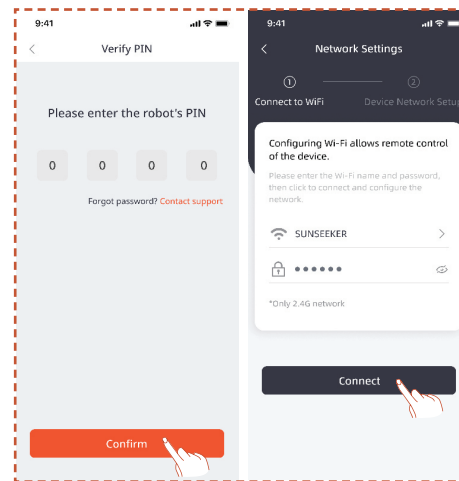 9:41
Verify PIN
Please enter the robot's PIN
0 0 0 0
Forgot password? Contact support
Confirm
9:41
Network Settings
1 2
Connect to WiFi Device Network Setup
Configuring Wi-Fi allows remote control
of the device.
Please enter the Wi-Fi name and password,
then click to connect and configure the
network.
SUNSEEKER
*Only 2.4G network
Connect